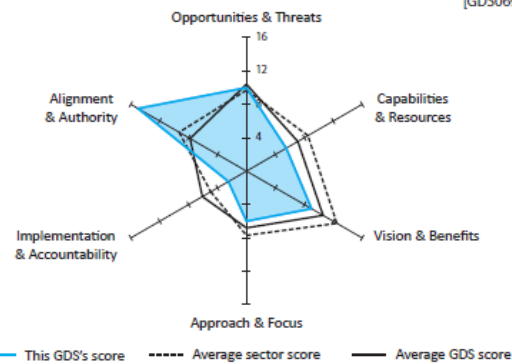 [GDS069
Opportunities & Threats
16
12
4
Alignment
& Authority
Capabilities
& Resources
Implementation
& Accountability
Vision & Benefits
Approach & Focus
This GDS's score
Average sector score
Average GDS score